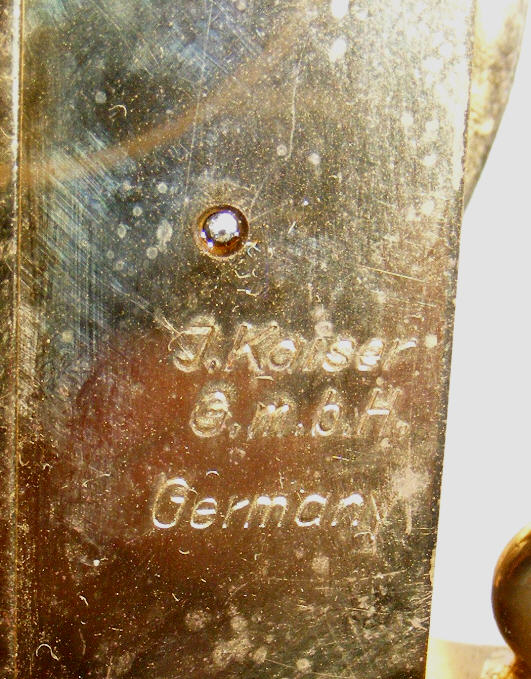 J. Kaiser
G.m.b.H.
Germany